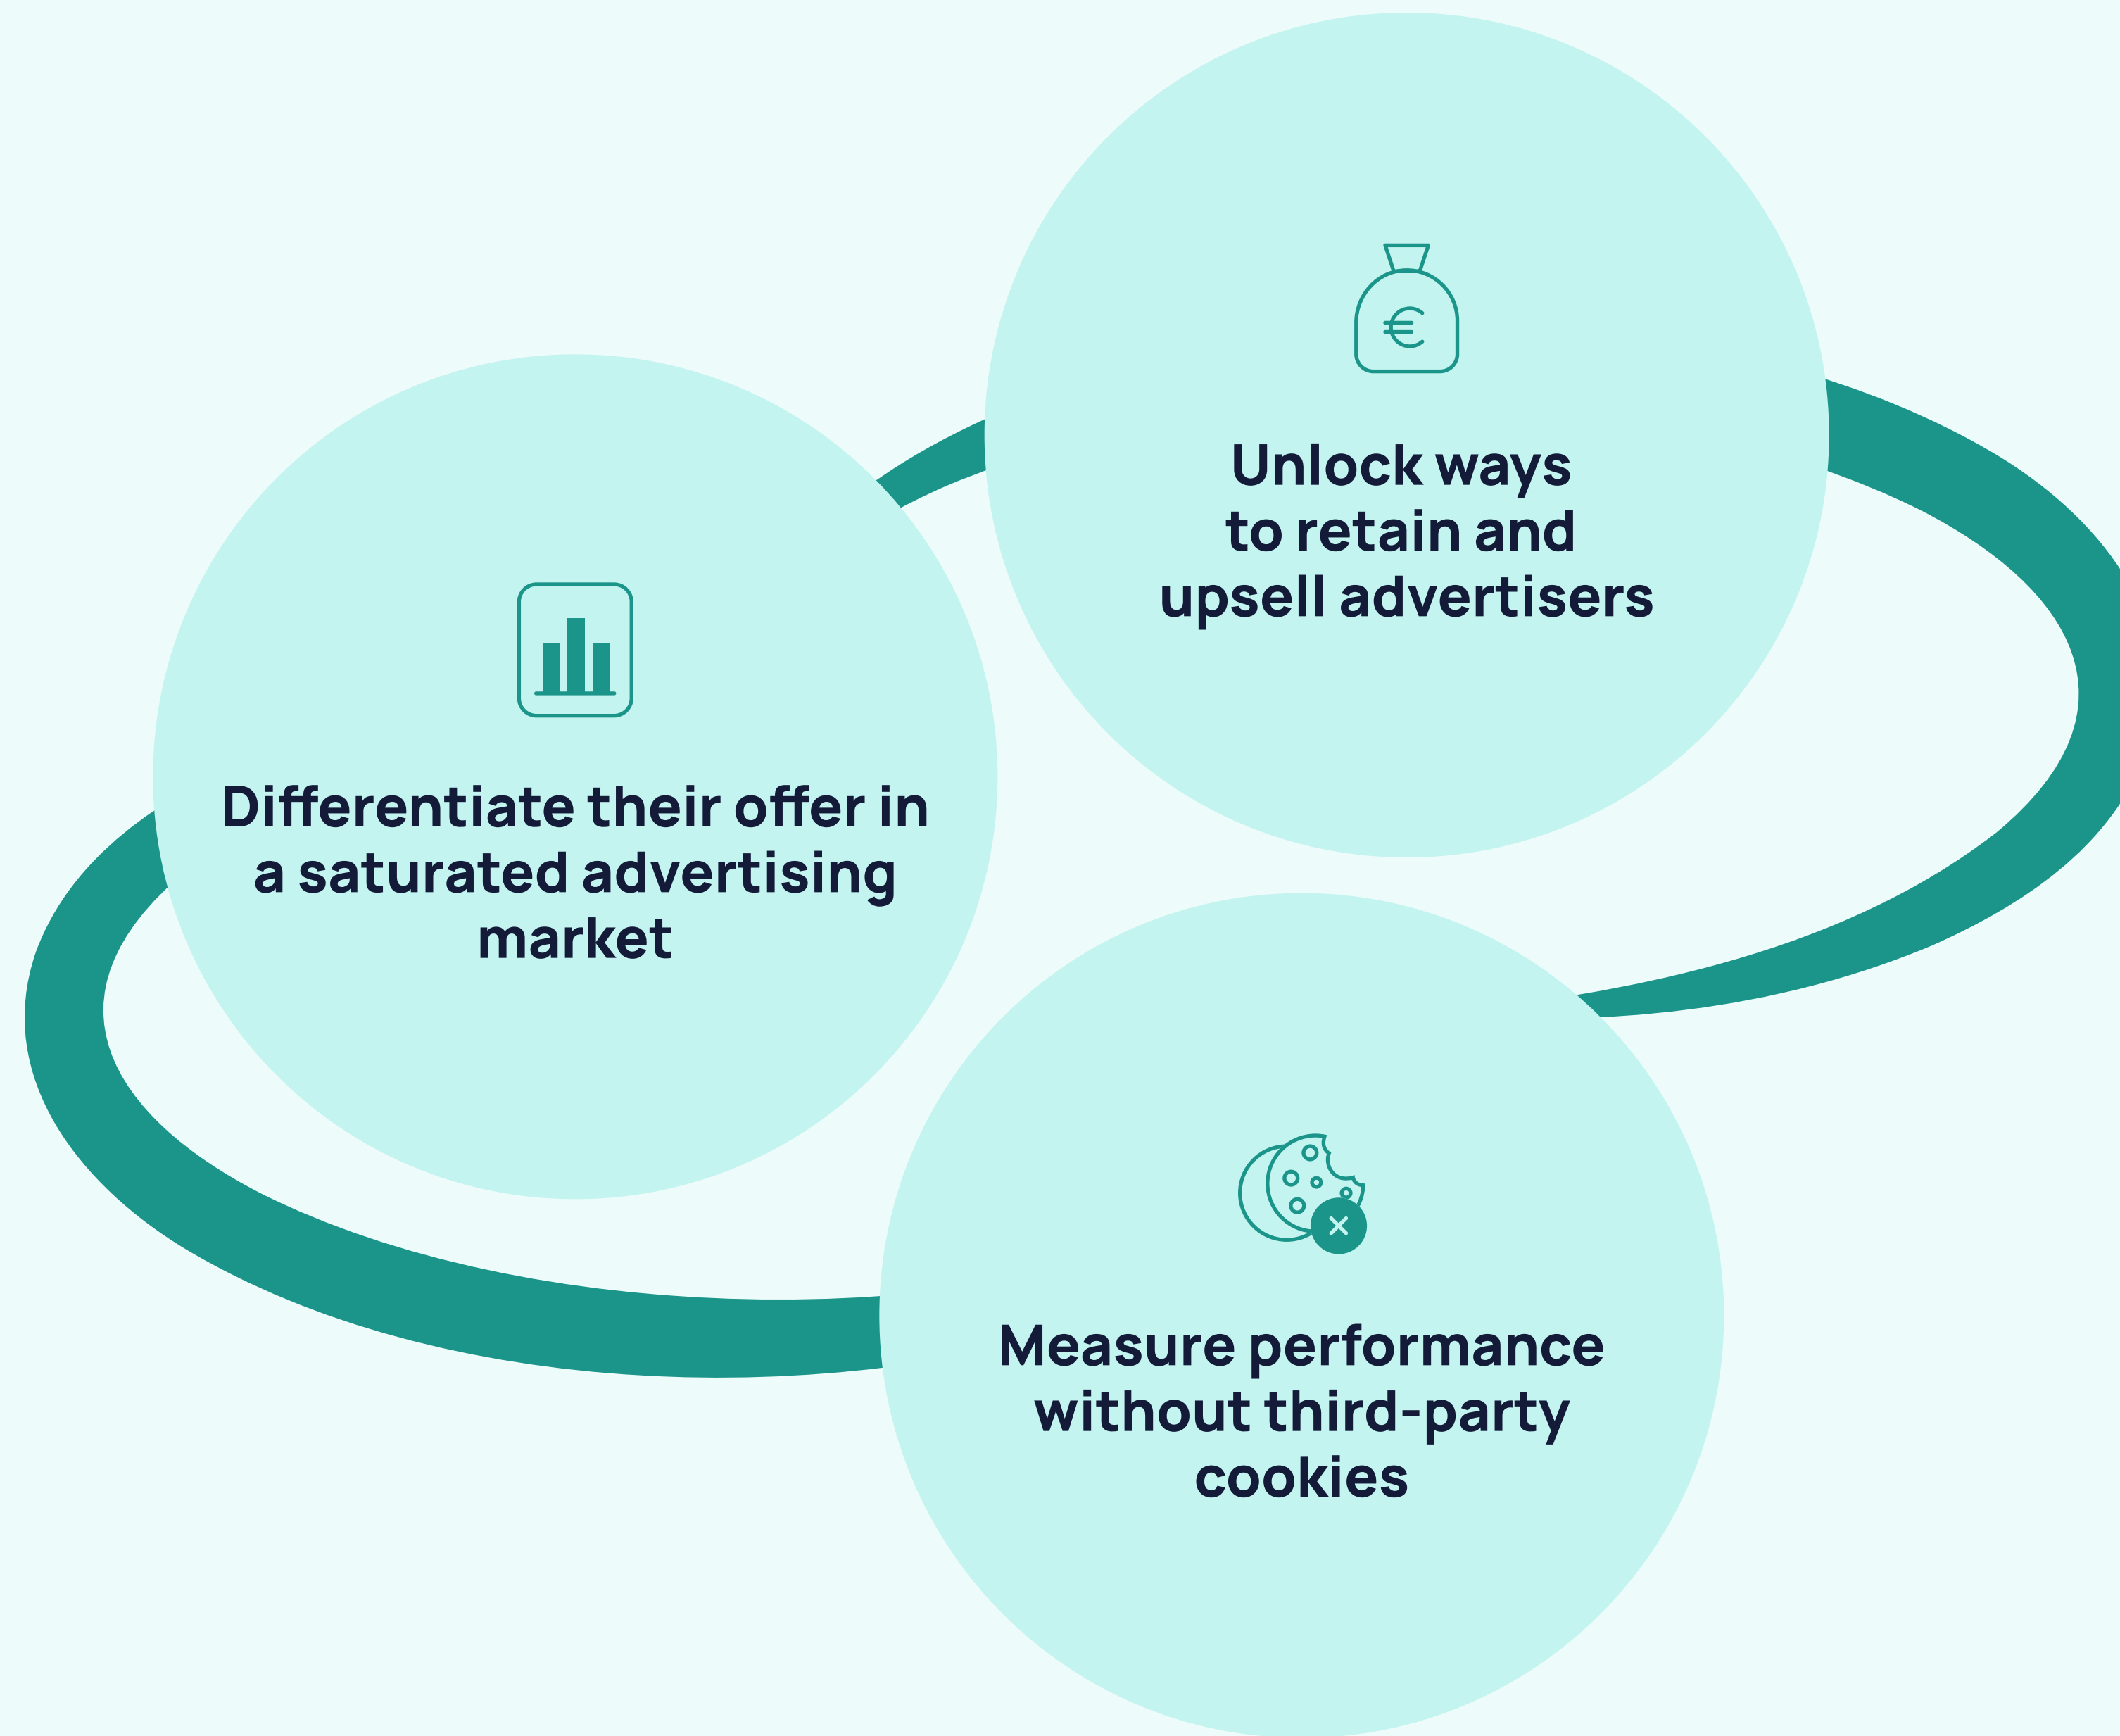 Unlock ways
to retain and
upsell advertisers
€
Differentiate their offer in
a saturated advertising
market
Measure performance
without third-party
cookies